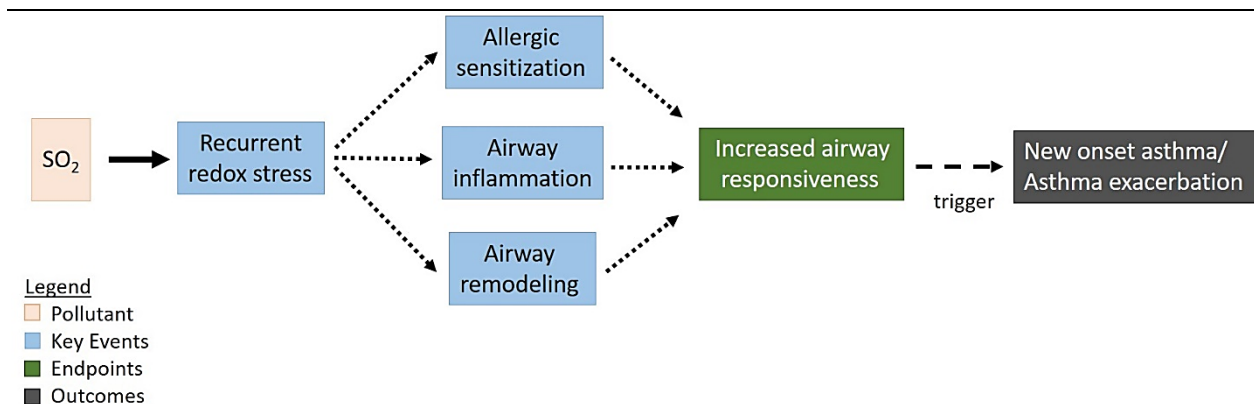 SO2
Recurrent
redox stress
Allergic
sensitization
Airway
inflammation
Airway
remodeling
Increased airway
responsiveness
trigger
New onset asthma/
Asthma exacerbation
Legend
Pollutant
Key Events
Endpoints
Outcomes